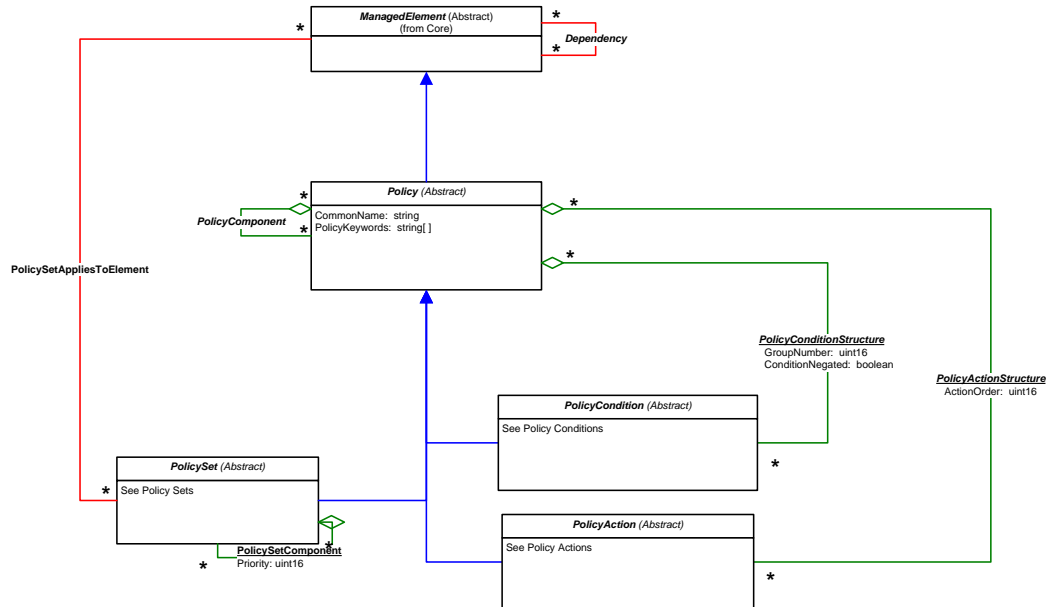 ManagedElement (Abstract)
(from Core)
*
*
Dependency
*
Policy (Abstract)
CommonName: string
PolicyKeywords: string[ ]
*
*
PolicyComponent
*
*
PolicySetAppliesToElement
PolicyConditionStructure
GroupNumber: uint16
ConditionNegated: boolean
PolicyActionStructure
ActionOrder: uint16
PolicyCondition (Abstract)
See Policy Conditions
*
PolicySet (Abstract)
See Policy Sets
*
*
PolicySetComponent
Priority: uint16
*
PolicyAction (Abstract)
See Policy Actions
*